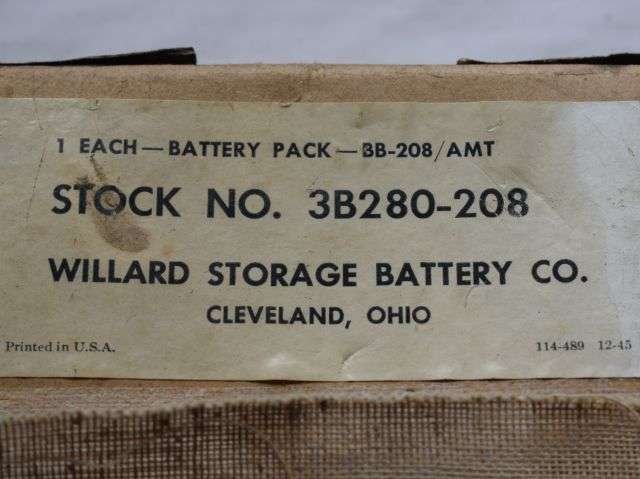 1 EACH — BATTERY PACK — BB-208/AMT
STOCK NO. 3B280-208
WILLARD STORAGE BATTERY CO.
CLEVELAND, OHIO
Printed in U.S.A.
114-489 12-45